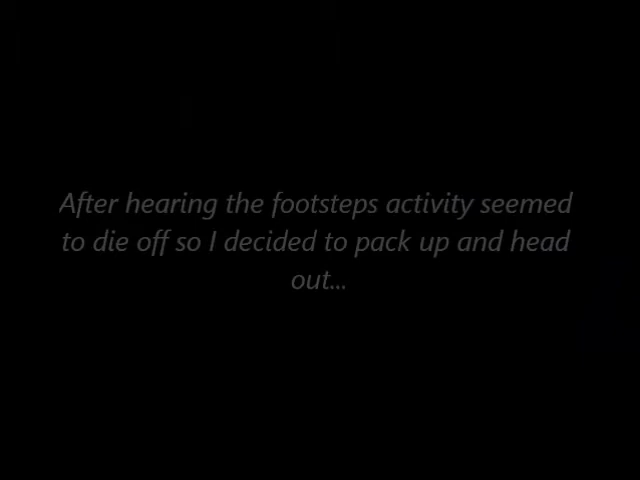 After hearing the footsteps activity seemed
to die off so I decided to pack up and head
out...